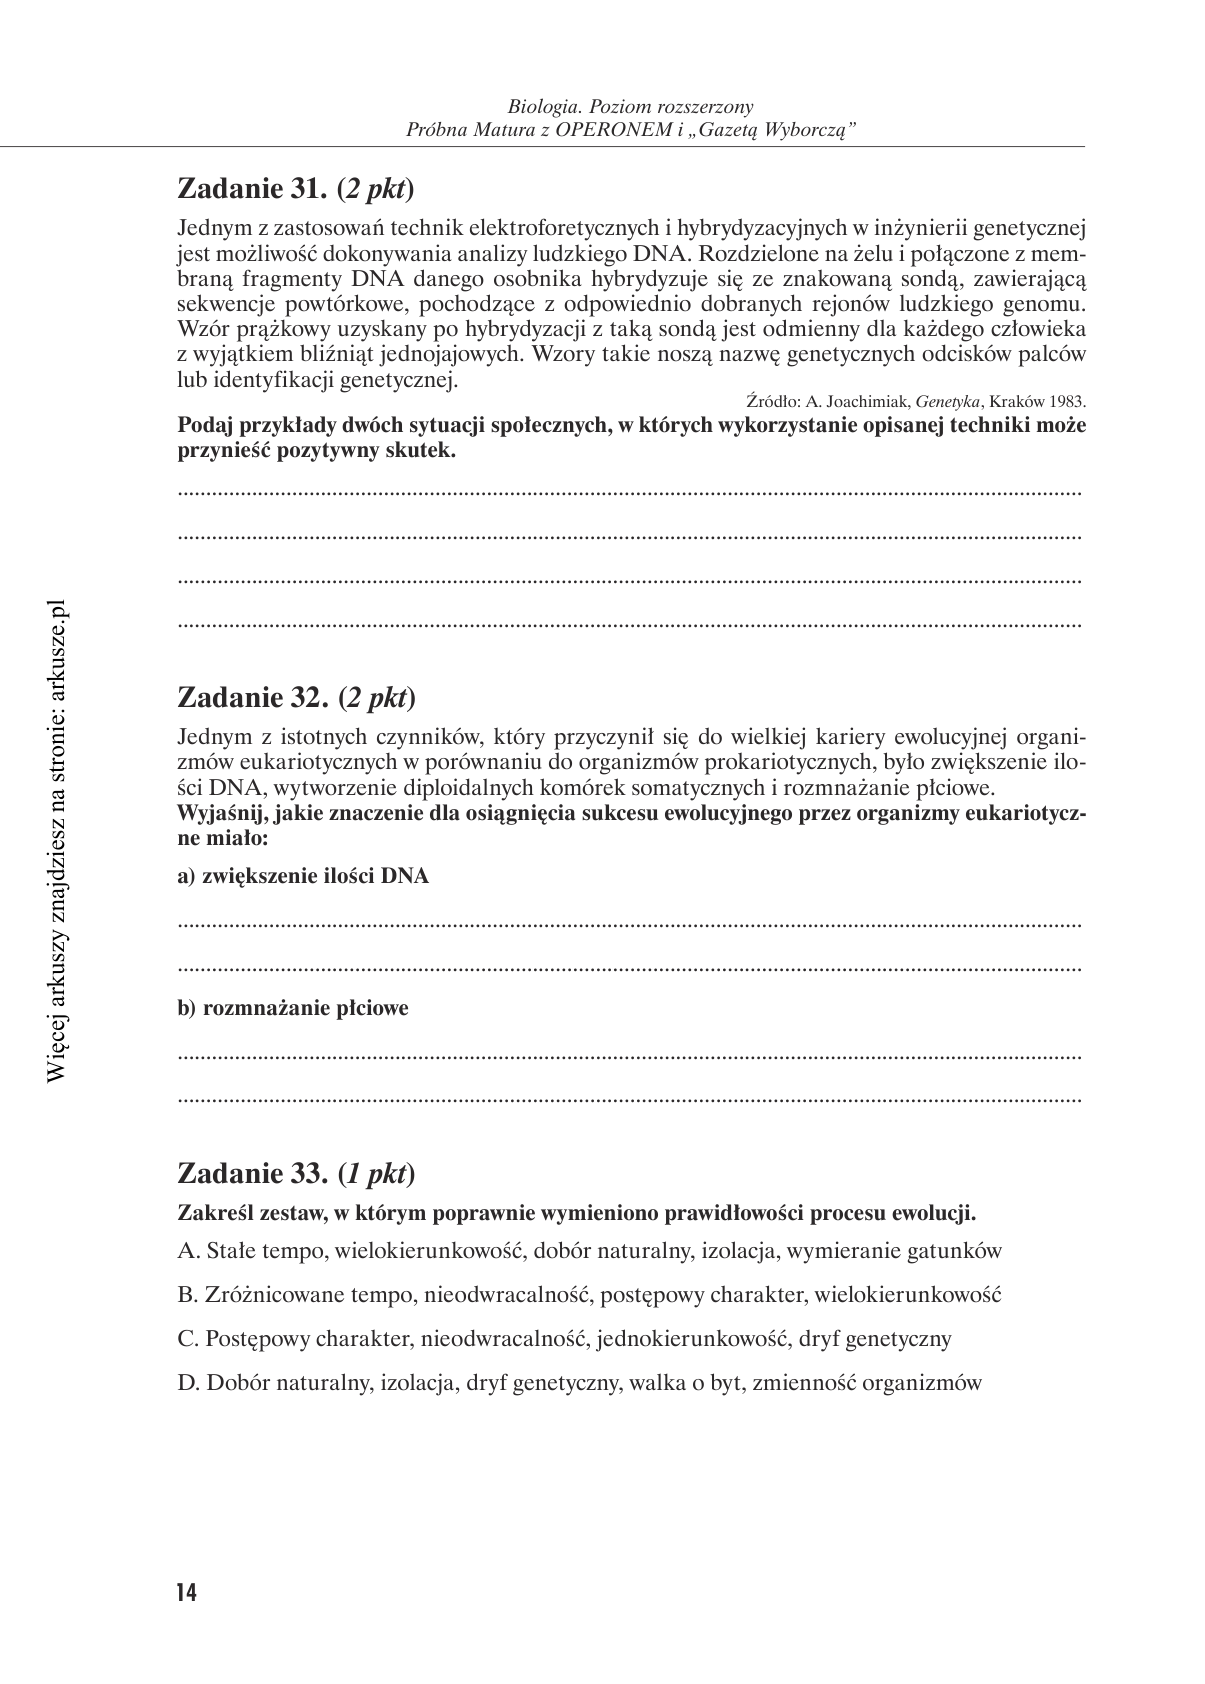 Biologia. Poziom rozszerzony
Próbna Matura z OPERONEM i „Gazetą Wyborczą”
Zadanie 31. (2 pkt)
Jednym z zastosowań technik elektroforetycznych i hybrydyzacyjnych w inżynierii genetycznej
jest możliwość dokonywania analizy ludzkiego DNA. Rozdzielone na żelu i połączone z mem-
braną fragmenty DNA danego osobnika hybrydyzuje się ze znakowaną sondą, zawierającą
sekwencje powtórkowe, pochodzące z odpowiednio dobranych rejonów ludzkiego genomu.
Wzór prążkowy uzyskany po hybrydyzacji z taką sondą jest odmienny dla każdego człowieka
z wyjątkiem bliźniąt jednojajowych. Wzory takie noszą nazwę genetycznych odcisków palców
lub identyfikacji genetycznej.
Źródło: A. Joachimiak, Genetyka, Kraków 1983.
Podaj przykłady dwóch sytuacji społecznych, w których wykorzystanie opisanej techniki może
przynieść pozytywny skutek.
Zadanie 32. (2 pkt)
Jednym z istotnych czynników, który przyczynił się do wielkiej kariery ewolucyjnej organi-
zmów eukariotycznych w porównaniu do organizmów prokariotycznych, było zwiększenie ilo-
ści DNA, wytworzenie diploidalnych komórek somatycznych i rozmnażanie płciowe.
Wyjaśnij, jakie znaczenie dla osiągnięcia sukcesu ewolucyjnego przez organizmy eukariotycz-
ne miało:
a) zwiększenie ilości DNA
b) rozmnażanie płciowe
Zadanie 33. (1 pkt)
Zakreśl zestaw, w którym poprawnie wymieniono prawidłowości procesu ewolucji.
A. Stałe tempo, wielokierunkowość, dobór naturalny, izolacja, wymieranie gatunków
B. Zróżnicowane tempo, nieodwracalność, postępowy charakter, wielokierunkowość
C. Postępowy charakter, nieodwracalność, jednokierunkowość, dryf genetyczny
D. Dobór naturalny, izolacja, dryf genetyczny, walka o byt, zmienność organizmów
14
Więcej arkuszy znajdziesz na stronie: arkusze.pl